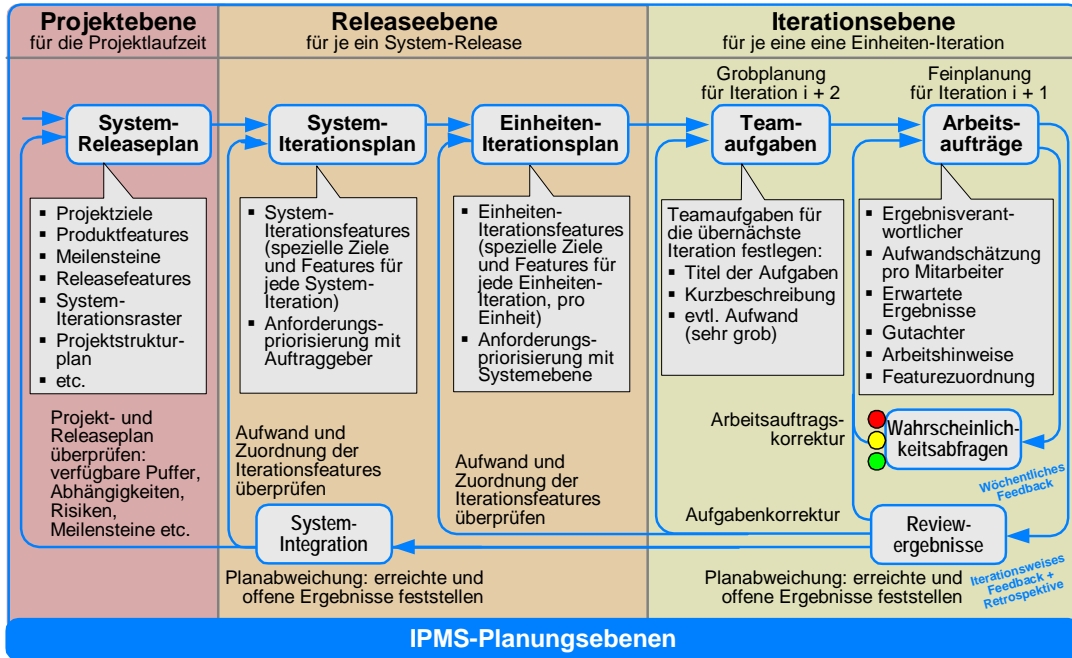 Projektebene
für die Projektlaufzeit
Releaseebene
für je ein System-Release
Iterationsebene
für je eine eine Einheiten-Iteration
Grobplanung
für Iteration i + 2
Feinplanung
für Iteration i + 1
System-
Releaseplan
System-
Iterationsplan
Einheiten-
Iterationsplan
Team-
aufgaben
Arbeits-
aufträge
▪ Projektziele
▪ Produktfeatures
▪ Meilensteine
▪ Releasefeatures
▪ System-
Iterationsraster
▪ Projektstruktur-
plan
▪ etc.
▪ System-
Iterationsfeatures
(spezielle Ziele
und Features für
jede System-
Iteration)
▪ Anforderungs-
priorisierung mit
Auftraggeber
▪ Einheiten-
Iterationsfeatures
(spezielle Ziele
und Features für
jede Einheiten-
Iteration, pro
Einheit)
▪ Anforderungs-
priorisierung mit
Systemebene
Teamaufgaben für
die übernächste
Iteration festlegen:
▪ Titel der Aufgaben
▪ Kurzbeschreibung
▪ evtl. Aufwand
(sehr grob)
▪ Ergebnisverant-
wortlicher
▪ Aufwandschätzung
pro Mitarbeiter
▪ Erwartete
Ergebnisse
▪ Gutachter
▪ Arbeitshinweise
▪ Featurezuordnung
Projekt- und
Releaseplan
überprüfen:
verfügbare Puffer,
Abhängigkeiten,
Risiken,
Meilensteine etc.
Aufwand und
Zuordnung der
Iterationsfeatures
überprüfen
Aufwand und
Zuordnung der
Iterationsfeatures
überprüfen
Arbeitsauftrags-
korrektur
Wahrscheinlich-
keitsabfragen
Wöchentliches
Feedback
Aufgabenkorrektur
System-
Integration
Review-
ergebnisse
Planabweichung: erreichte und
offene Ergebnisse feststellen
Planabweichung: erreichte und
offene Ergebnisse feststellen
Iterationsweises
Feedback +
Retrospektive
IPMS-Planungsebenen